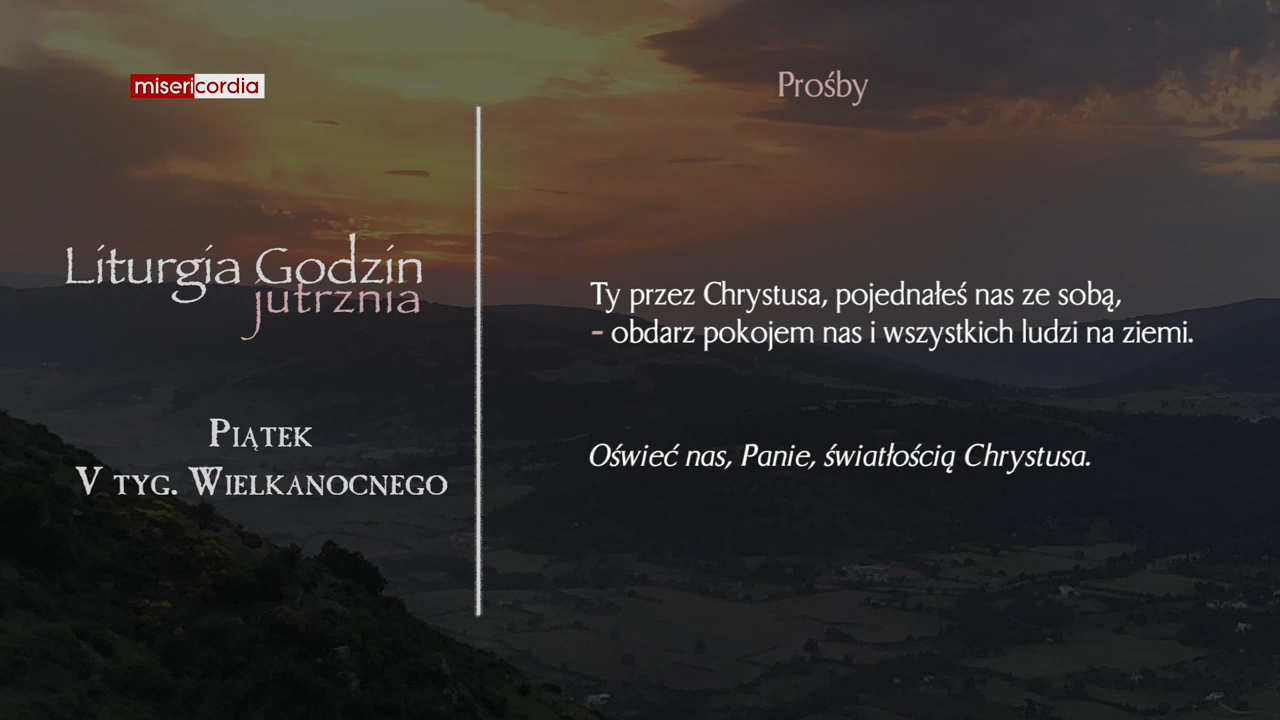 misericordia
Liturgia Godzin
jutrznia
Piątek
V tyg. Wielkanocnego
Prośby
Ty przez Chrystusa, pojednałeś nas ze sobą,
- obdarz pokojem nas i wszystkich ludzi na ziemi.
Oświeć nas, Panie, światłością Chrystusa.